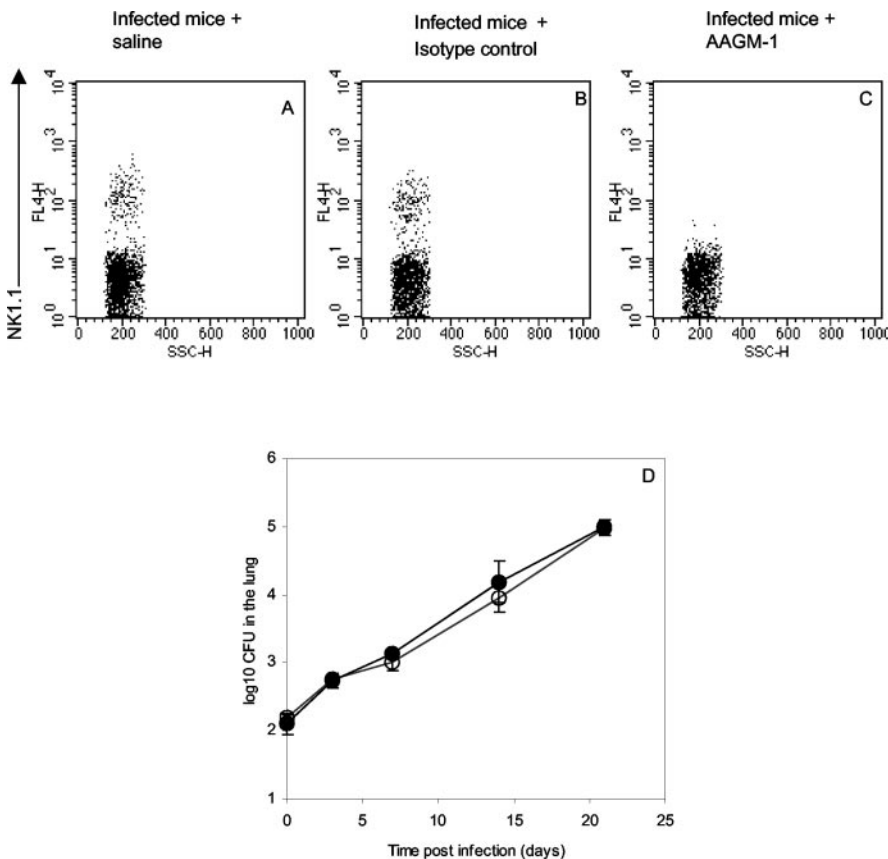 Infected mice +
saline
Infected mice +
Isotype control
Infected mice +
AAGM-1
NK1.1
A
FL4-H
10^4
10^3
10^2
10^1
10^0
0 200 400 600 800 1000
SSC-H
B
FL4-H
10^4
10^3
10^2
10^1
10^0
0 200 400 600 800 1000
SSC-H
C
FL4-H
10^4
10^3
10^2
10^1
10^0
0 200 400 600 800 1000
SSC-H
D
log10 CFU in the lung
6
5
4
3
2
1
0 5 10 15 20 25
Time post infection (days)